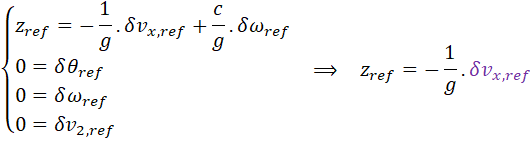 z_ref = − 1/g . δv_x,ref + c/g . δω_ref
0 = δθ_ref
0 = δω_ref
0 = δv_2,ref
⟹ z_ref = − 1/g . δv_x,ref